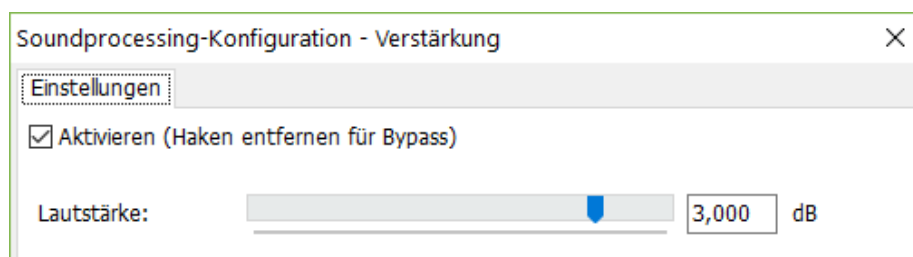 Soundprocessing-Konfiguration - Verstärkung
Einstellungen
Aktivieren (Haken entfernen für Bypass)
Lautstärke: 3,000 dB